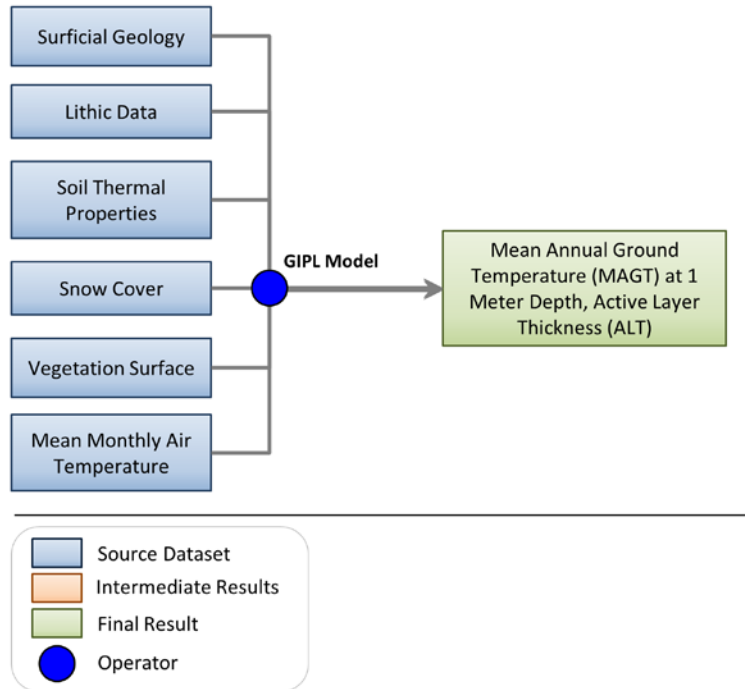 Surficial Geology
Lithic Data
Soil Thermal
Properties
Snow Cover
Vegetation Surface
Mean Monthly Air
Temperature
GIPL Model
Mean Annual Ground
Temperature (MAGT) at 1
Meter Depth, Active Layer
Thickness (ALT)
Source Dataset
Intermediate Results
Final Result
Operator